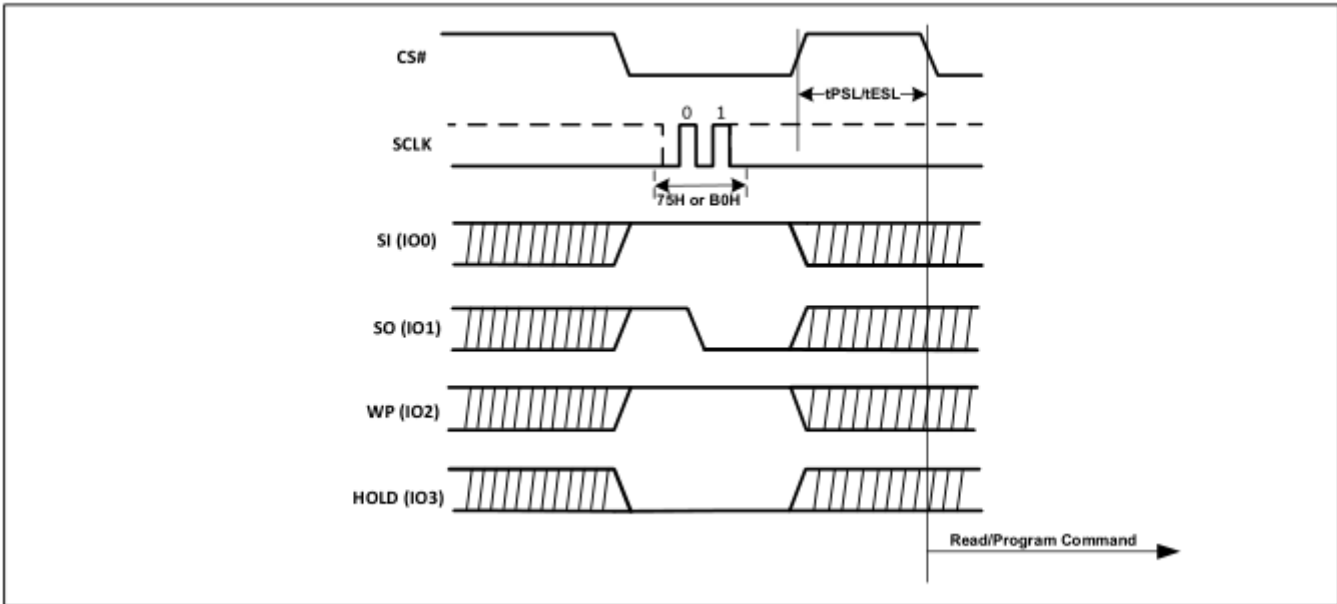 CS#
tPSL/tESL
0 1
SCLK
75H or B0H
SI (IO0)
SO (IO1)
WP (IO2)
HOLD (IO3)
Read/Program Command